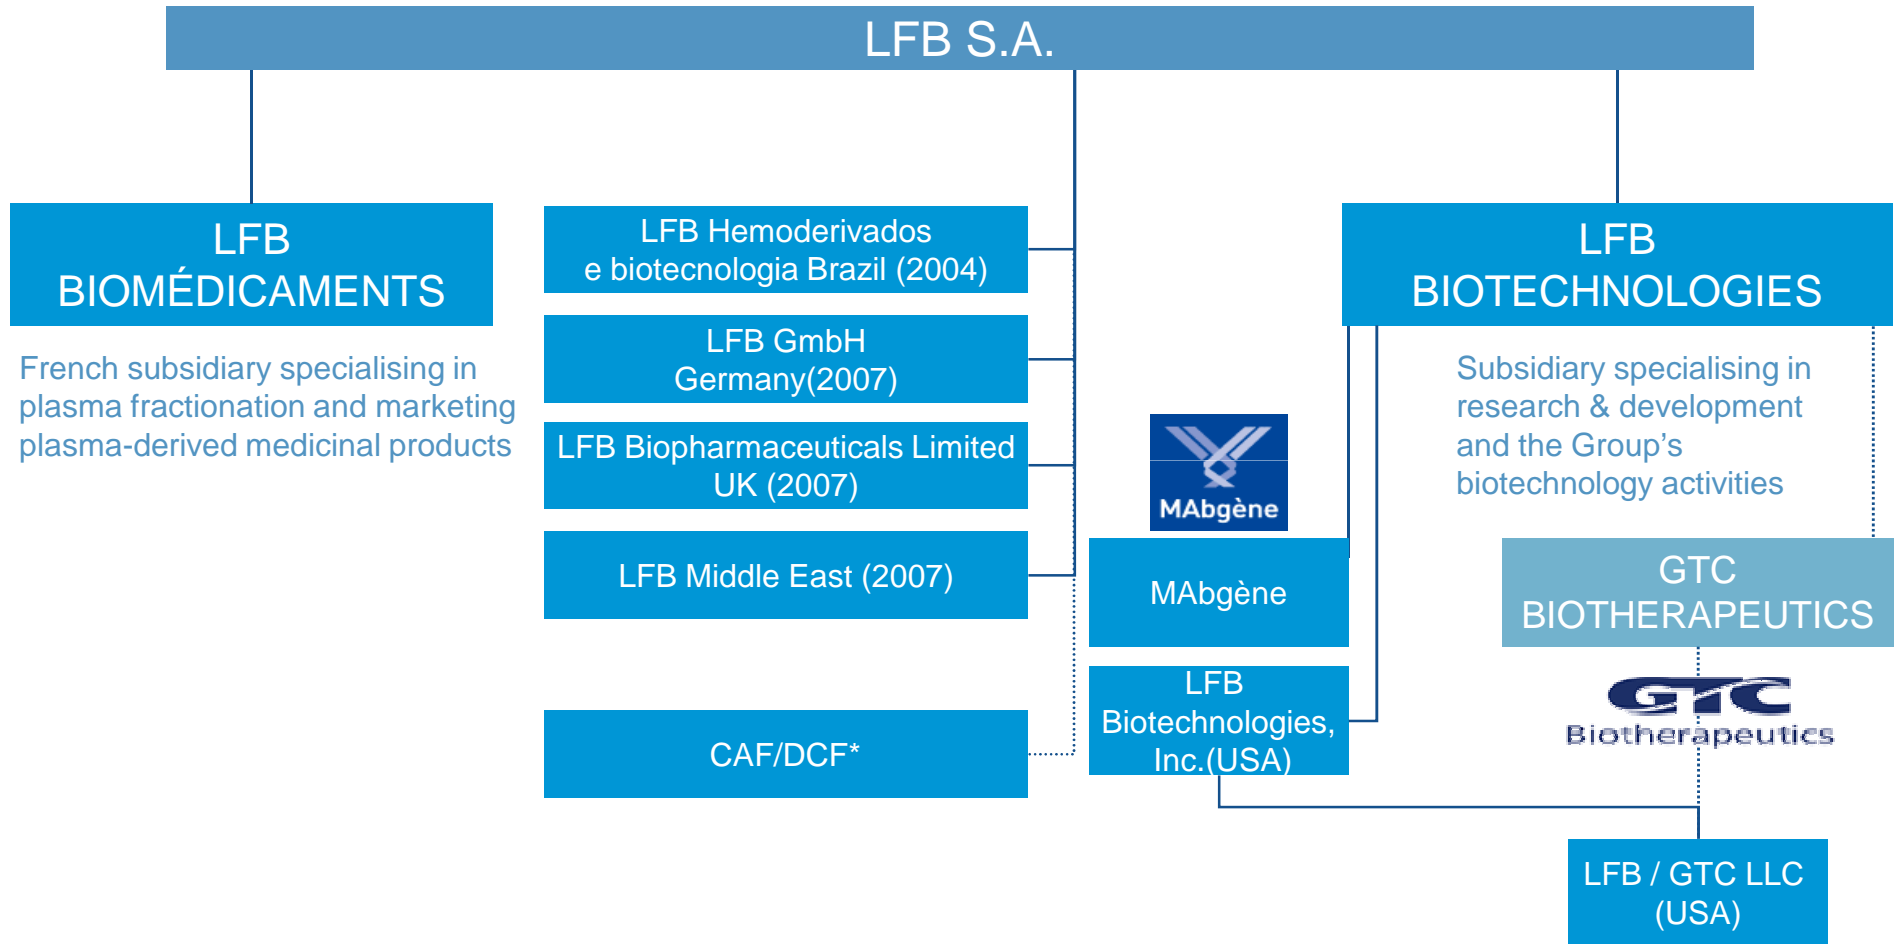 LFB S.A.
LFB
BIOMÉDICAMENTS
French subsidiary specialising in
plasma fractionation and marketing
plasma-derived medicinal products
LFB Hemoderivados
e biotecnologia Brazil (2004)
LFB GmbH
Germany(2007)
LFB Biopharmaceuticals Limited
UK (2007)
LFB Middle East (2007)
CAF/DCF*
LFB
BIOTECHNOLOGIES
Subsidiary specialising in
research & development
and the Group’s
biotechnology activities
MAbgène
MAbgène
LFB
Biotechnologies,
Inc.(USA)
GTC
BIOTHERAPEUTICS
GTC
Biotherapeutics
LFB / GTC LLC
(USA)